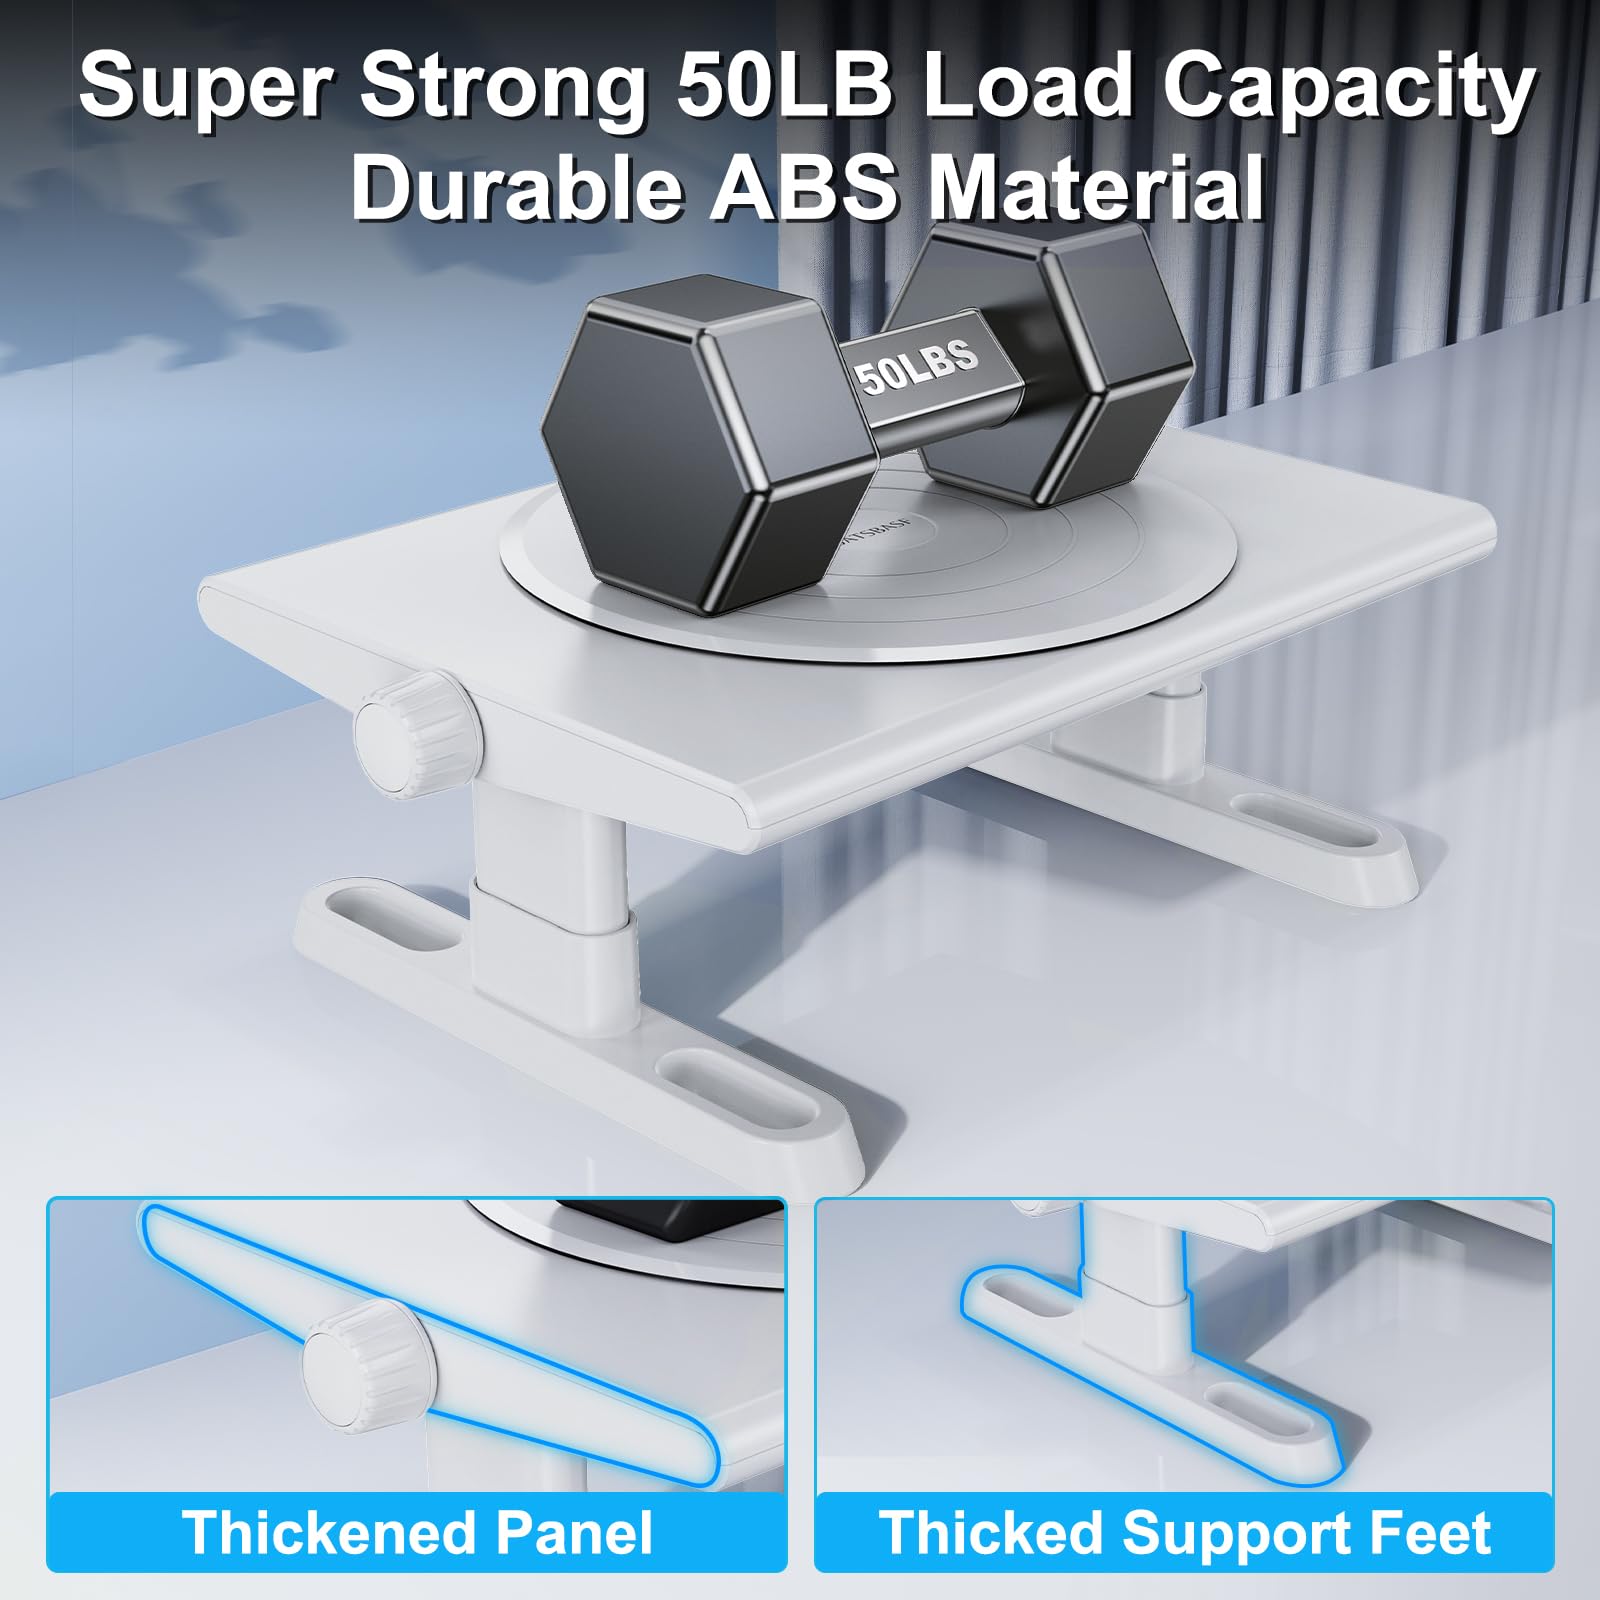 Super Strong 50LB Load Capacity
Durable ABS Material
50LBS
Thickened Panel
Thicked Support Feet